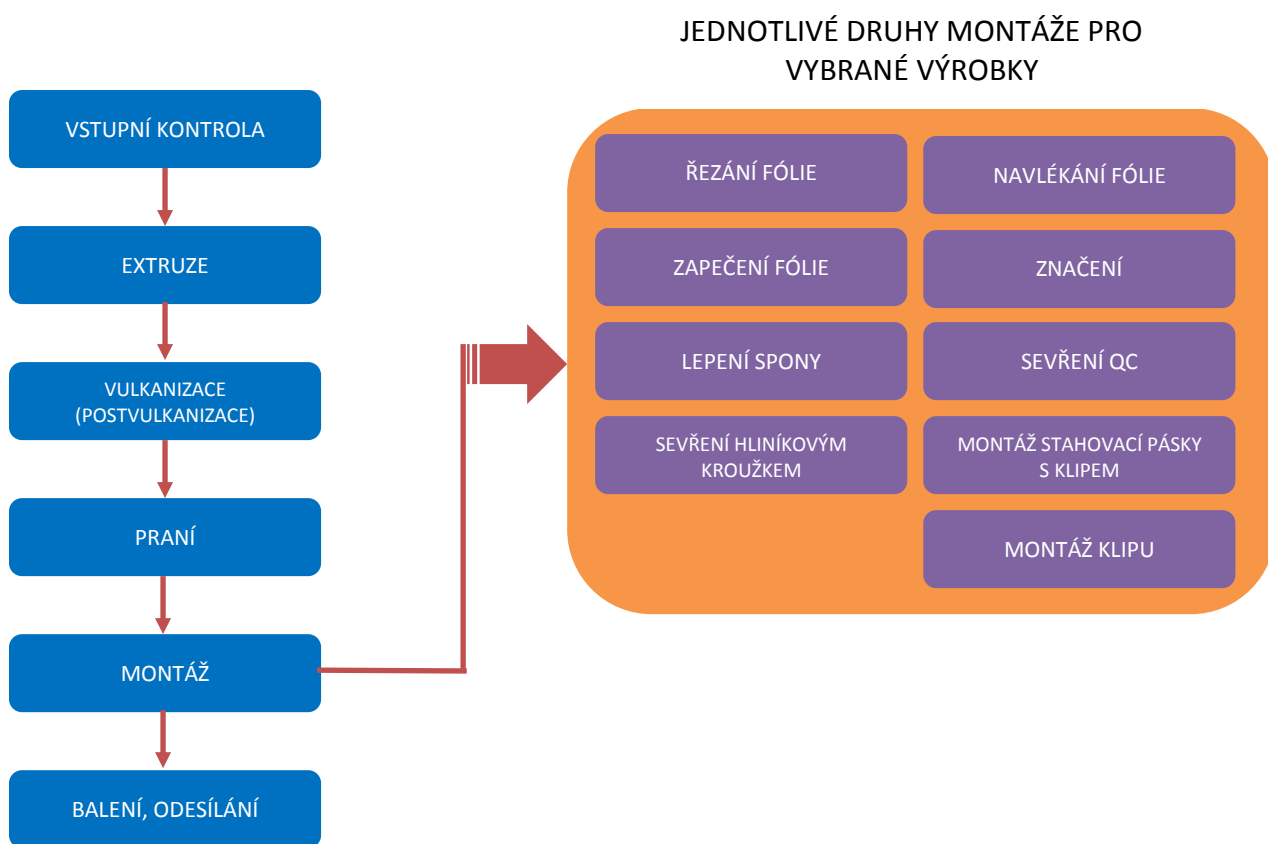 JEDNOTLIVÉ DRUHY MONTÁŽE PRO
VYBRANÉ VÝROBKY
VSTUPNÍ KONTROLA
EXTRUZE
VULKANIZACE
(POSTVULKANIZACE)
PRANÍ
MONTÁŽ
BALENÍ, ODESÍLÁNÍ
ŘEZÁNÍ FÓLIE
NAVLÉKÁNÍ FÓLIE
ZAPEČENÍ FÓLIE
ZNAČENÍ
LEPENÍ SPONY
SEVŘENÍ QC
SEVŘENÍ HLINÍKOVÝM
KROUŽKEM
MONTÁŽ STAHOVACÍ PÁSKY
S KLIPEM
MONTÁŽ KLIPU